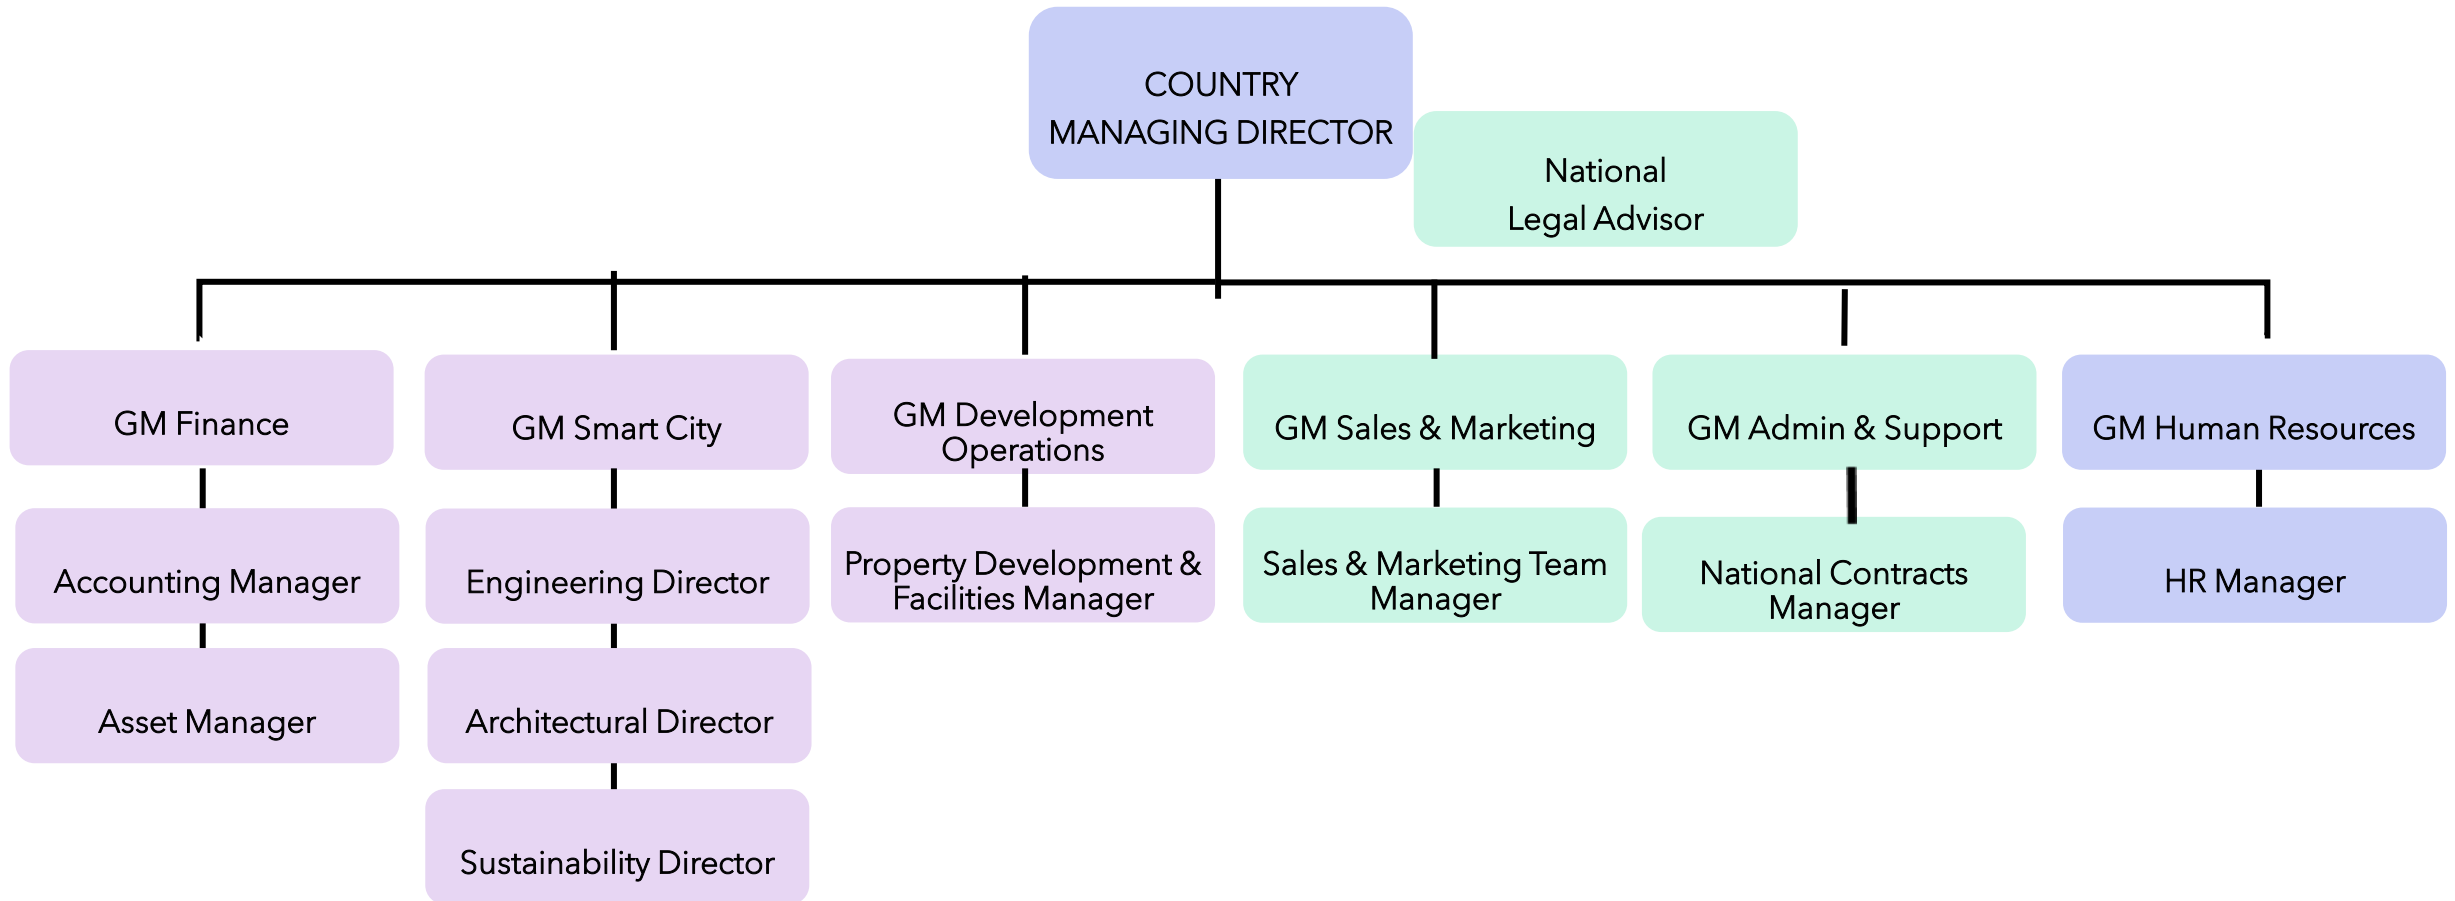 COUNTRY
MANAGING DIRECTOR
National
Legal Advisor
GM Finance
GM Smart City
GM Development
Operations
GM Sales & Marketing
GM Admin & Support
GM Human Resources
Accounting Manager
Engineering Director
Property Development &
Facilities Manager
Sales & Marketing Team
Manager
National Contracts
Manager
HR Manager
Asset Manager
Architectural Director
Sustainability Director